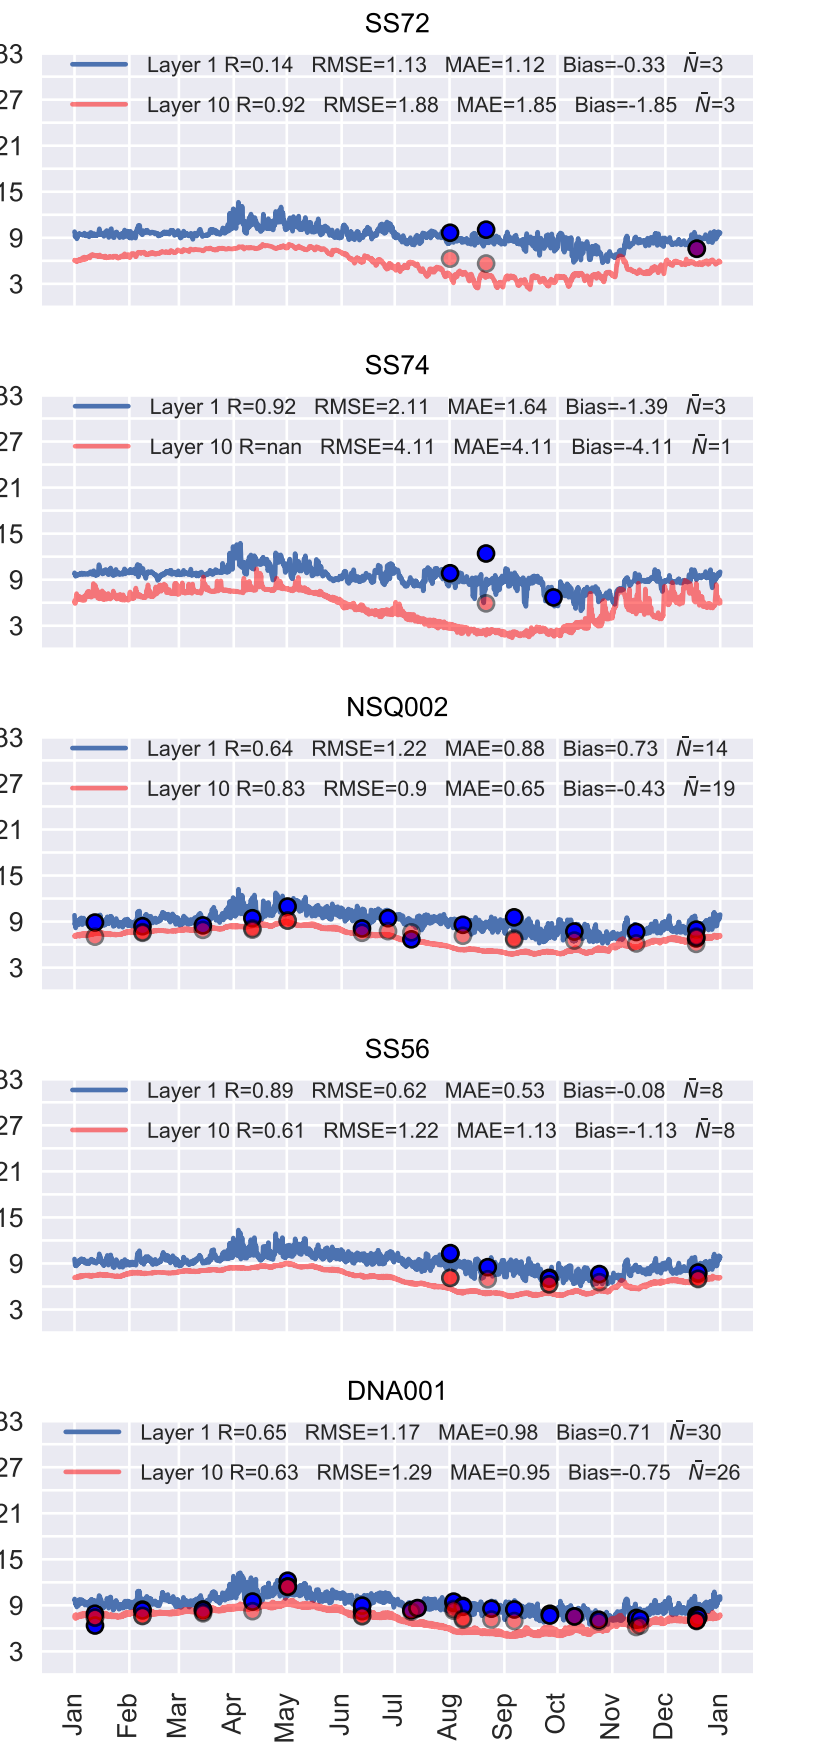 SS72
33
Layer 1 R=0.14 RMSE=1.13 MAE=1.12 Bias=-0.33 N̄=3
27
Layer 10 R=0.92 RMSE=1.88 MAE=1.85 Bias=-1.85 N̄=3
21
15
9
3
SS74
33
Layer 1 R=0.92 RMSE=2.11 MAE=1.64 Bias=-1.39 N̄=3
27
Layer 10 R=nan RMSE=4.11 MAE=4.11 Bias=-4.11 N̄=1
21
15
9
3
NSQ002
33
Layer 1 R=0.64 RMSE=1.22 MAE=0.88 Bias=0.73 N̄=14
27
Layer 10 R=0.83 RMSE=0.9 MAE=0.65 Bias=-0.43 N̄=19
21
15
9
3
SS56
33
Layer 1 R=0.89 RMSE=0.62 MAE=0.53 Bias=-0.08 N̄=8
27
Layer 10 R=0.61 RMSE=1.22 MAE=1.13 Bias=-1.13 N̄=8
21
15
9
3
DNA001
33
Layer 1 R=0.65 RMSE=1.17 MAE=0.98 Bias=0.71 N̄=30
27
Layer 10 R=0.63 RMSE=1.29 MAE=0.95 Bias=-0.75 N̄=26
21
15
9
3
Jan Feb Mar Apr May Jun Jul Aug Sep Oct Nov Dec Jan